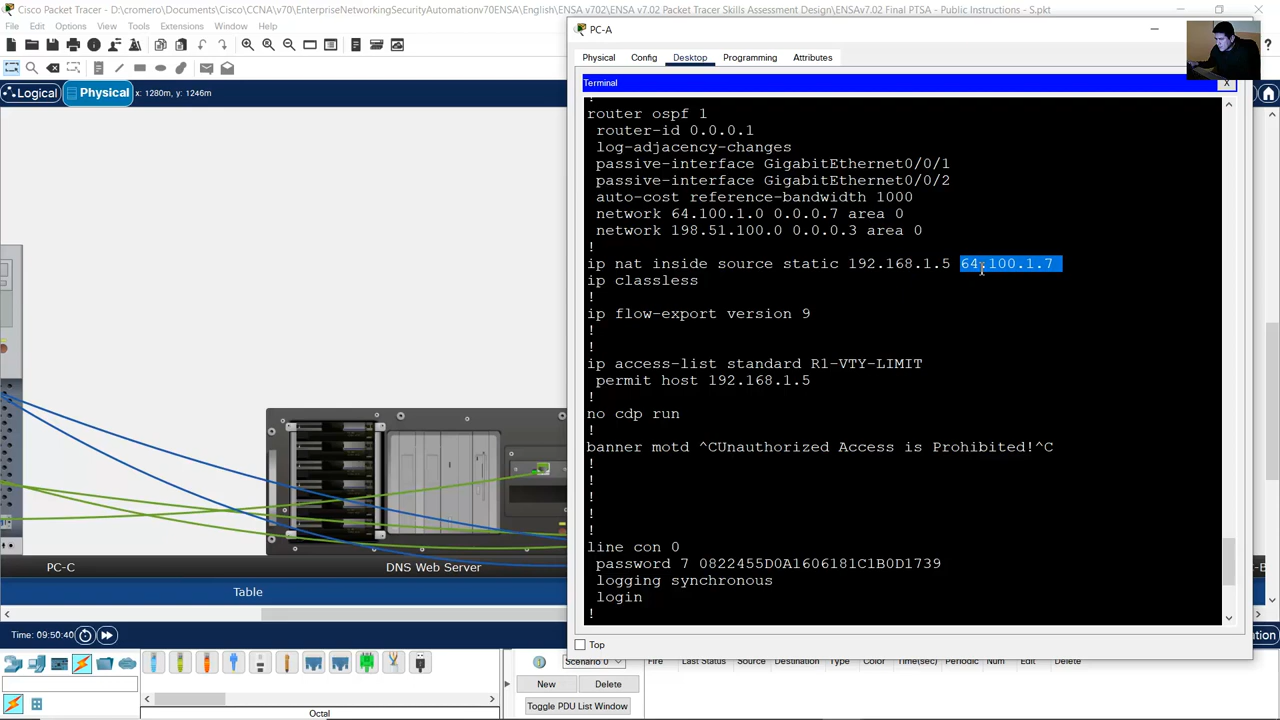 Cisco Packet Tracer - D:\cromero\Documents\Cisco\CCNA\v70\EnterpriseNetworkingSecurityAutomationv70ENSA\English\ENSA v702\ENSA v7.02 Packet Tracer Skills Assessment Design\ENSAv7.02 Final PTSA - Public Instructions - S.pkt
File Edit Options View Tools Extensions Window Help
Logical Physical x: 1280m, y: 1246m
PC-A
Physical Config Desktop Programming Attributes
Terminal X
!
router ospf 1
router-id 0.0.0.1
log-adjacency-changes
passive-interface GigabitEthernet0/0/1
passive-interface GigabitEthernet0/0/2
auto-cost reference-bandwidth 1000
network 64.100.1.0 0.0.0.7 area 0
network 198.51.100.0 0.0.0.3 area 0
!
ip nat inside source static 192.168.1.5 64.100.1.7
ip classless
!
ip flow-export version 9
!
!
ip access-list standard R1-VTY-LIMIT
permit host 192.168.1.5
!
no cdp run
!
banner motd ^CUnauthorized Access is Prohibited!^C
!
!
!
!
!
line con 0
password 7 0822455D0A1606181C1B0D1739
logging synchronous
login
!
Top
PC-C
DNS Web Server
Table
Time: 09:50:40
Scenario 0
New Delete
Toggle PDU List Window
Fire Last Status Source Destination Type Color Time(sec) Periodic Num Edit Delete
Octal